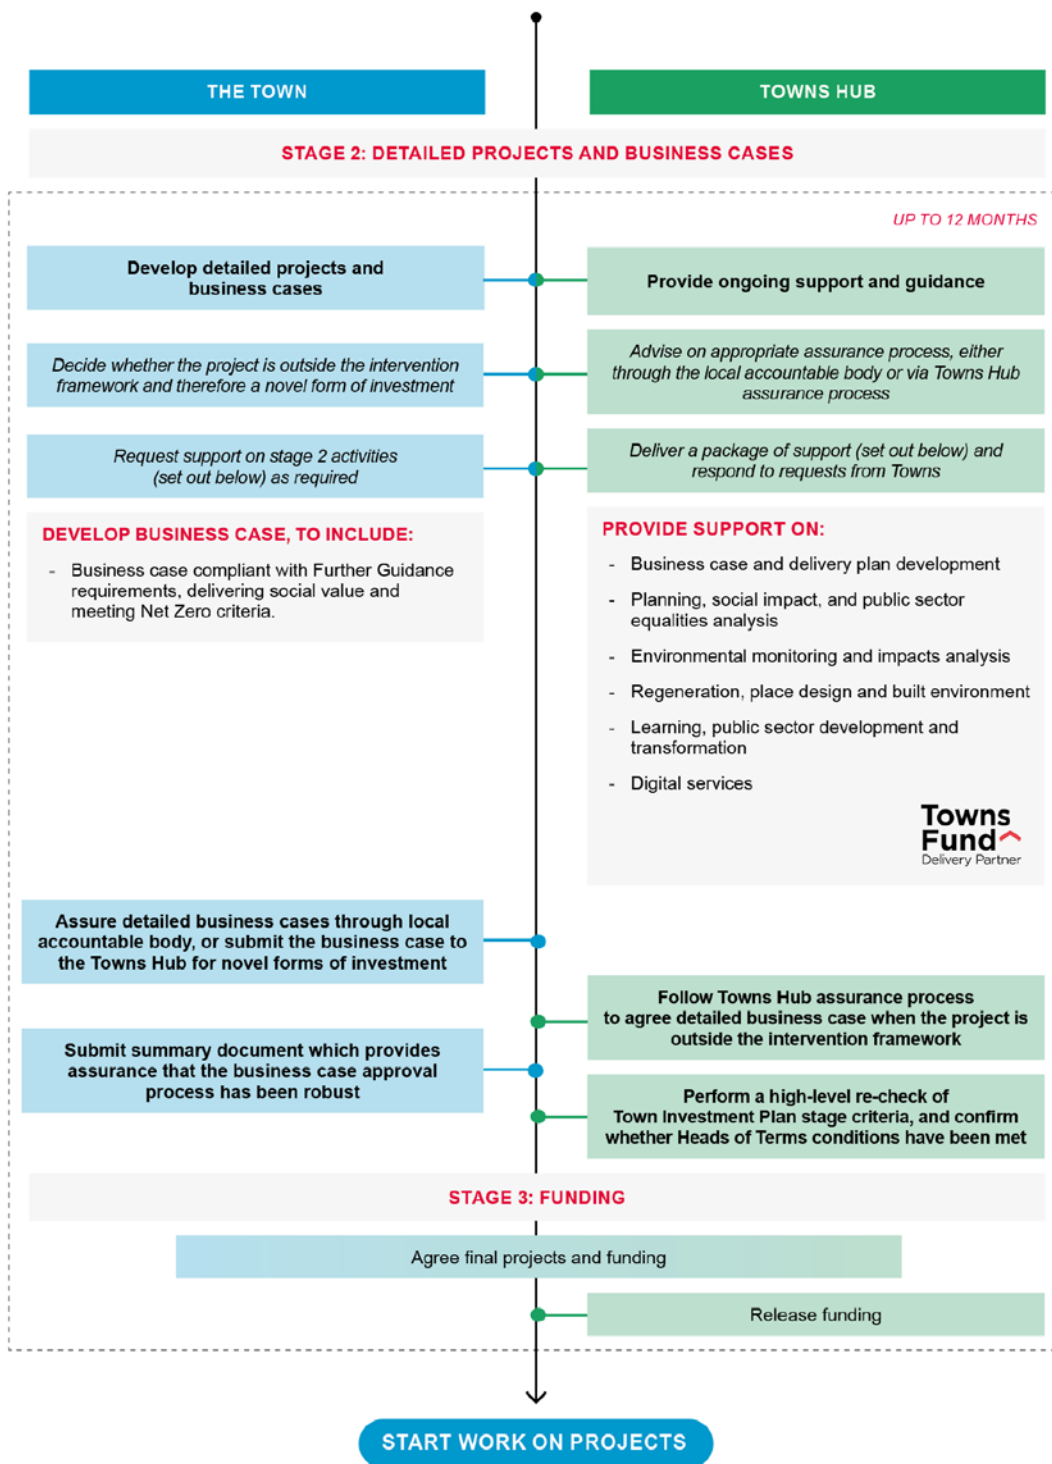 THE TOWN
TOWNS HUB
STAGE 2: DETAILED PROJECTS AND BUSINESS CASES
UP TO 12 MONTHS
Develop detailed projects and
business cases
Provide ongoing support and guidance
Decide whether the project is outside the intervention
framework and therefore a novel form of investment
Advise on appropriate assurance process, either
through the local accountable body or via Towns Hub
assurance process
Request support on stage 2 activities
(set out below) as required
Deliver a package of support (set out below) and
respond to requests from Towns
DEVELOP BUSINESS CASE, TO INCLUDE:
- Business case compliant with Further Guidance
requirements, delivering social value and
meeting Net Zero criteria.
PROVIDE SUPPORT ON:
- Business case and delivery plan development
- Planning, social impact, and public sector
equalities analysis
- Environmental monitoring and impacts analysis
- Regeneration, place design and built environment
- Learning, public sector development and
transformation
- Digital services
Towns
Fund
Delivery Partner
Assure detailed business cases through local
accountable body, or submit the business case to
the Towns Hub for novel forms of investment
Follow Towns Hub assurance process
to agree detailed business case when the project is
outside the intervention framework
Submit summary document which provides
assurance that the business case approval
process has been robust
Perform a high-level re-check of
Town Investment Plan stage criteria, and confirm
whether Heads of Terms conditions have been met
STAGE 3: FUNDING
Agree final projects and funding
Release funding
START WORK ON PROJECTS